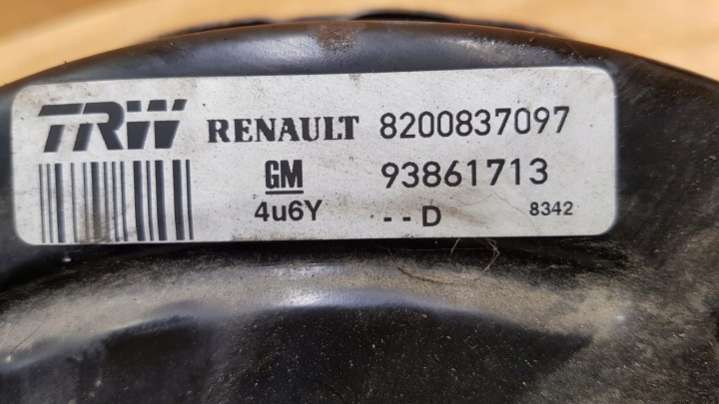 TRW RENAULT 8200837097
GM 93861713
4u6Y --D 8342